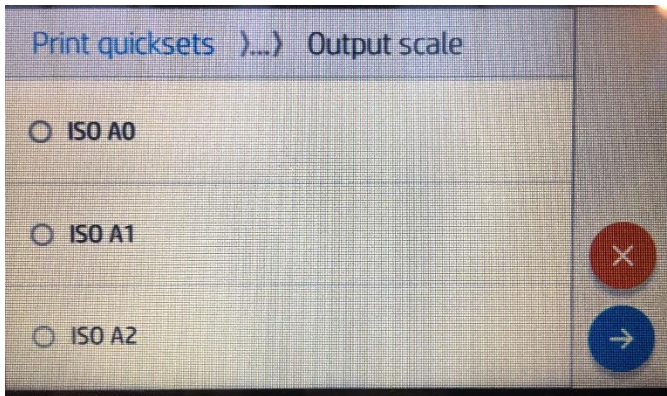 Print quicksets ⟩...⟩ Output scale
ISO A0
ISO A1
ISO A2